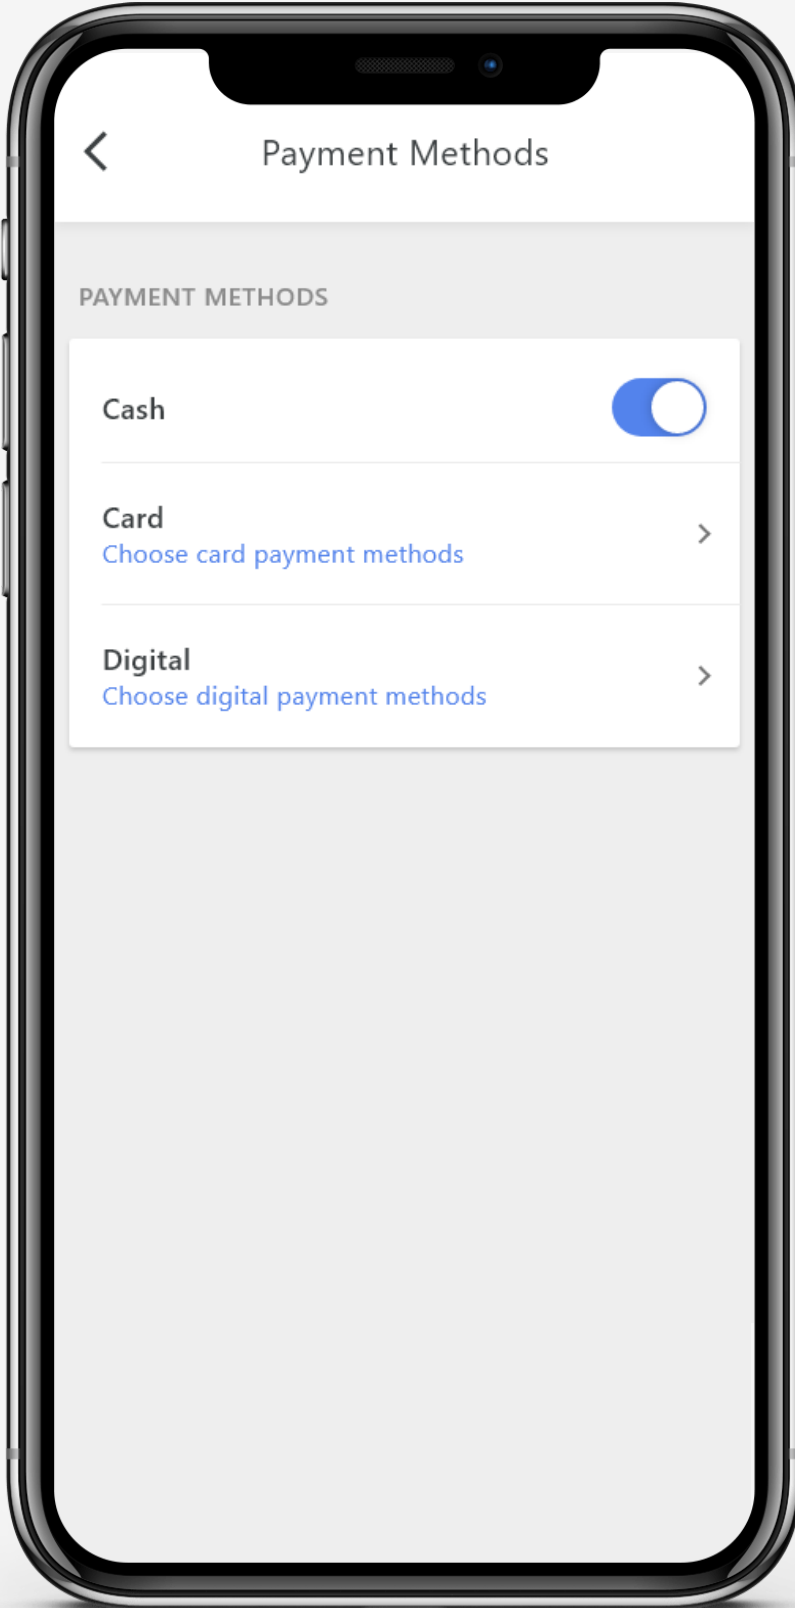 Payment Methods
PAYMENT METHODS
Cash
Card
Choose card payment methods
Digital
Choose digital payment methods